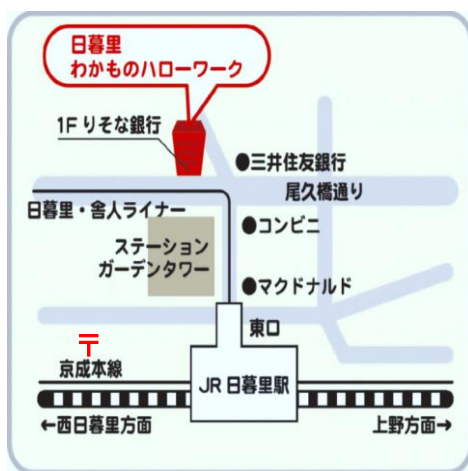 日暮里
わかものハローワーク
1F りそな銀行
●三井住友銀行
尾久橋通り
日暮里・舎人ライナー
●コンビニ
ステーション
ガーデンタワー
●マクドナルド
東口
〒
京成本線
JR 日暮里駅
←西日暮里方面
上野方面→